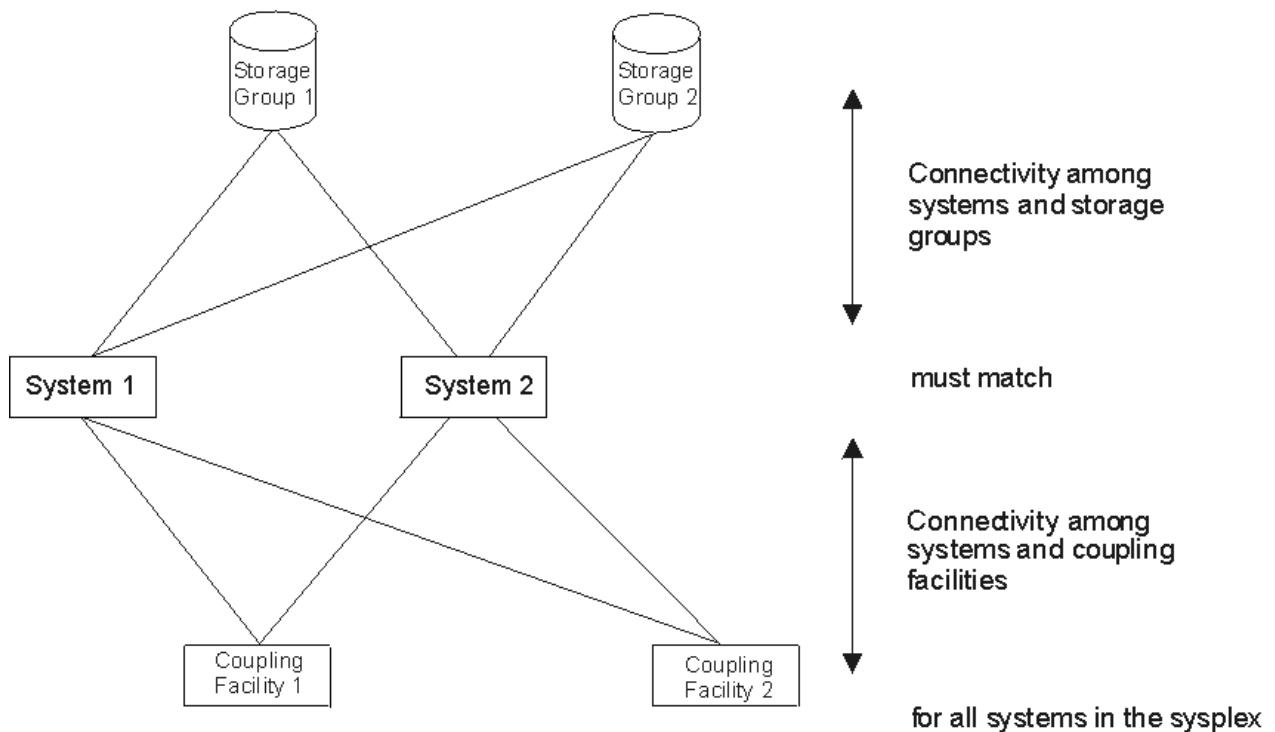 Storage
Group 1
Storage
Group 2
Connectivity among
systems and storage
groups
System 1
System 2
must match
Connectivity among
systems and coupling
facilities
Coupling
Facility 1
Coupling
Facility 2
for all systems in the sysplex